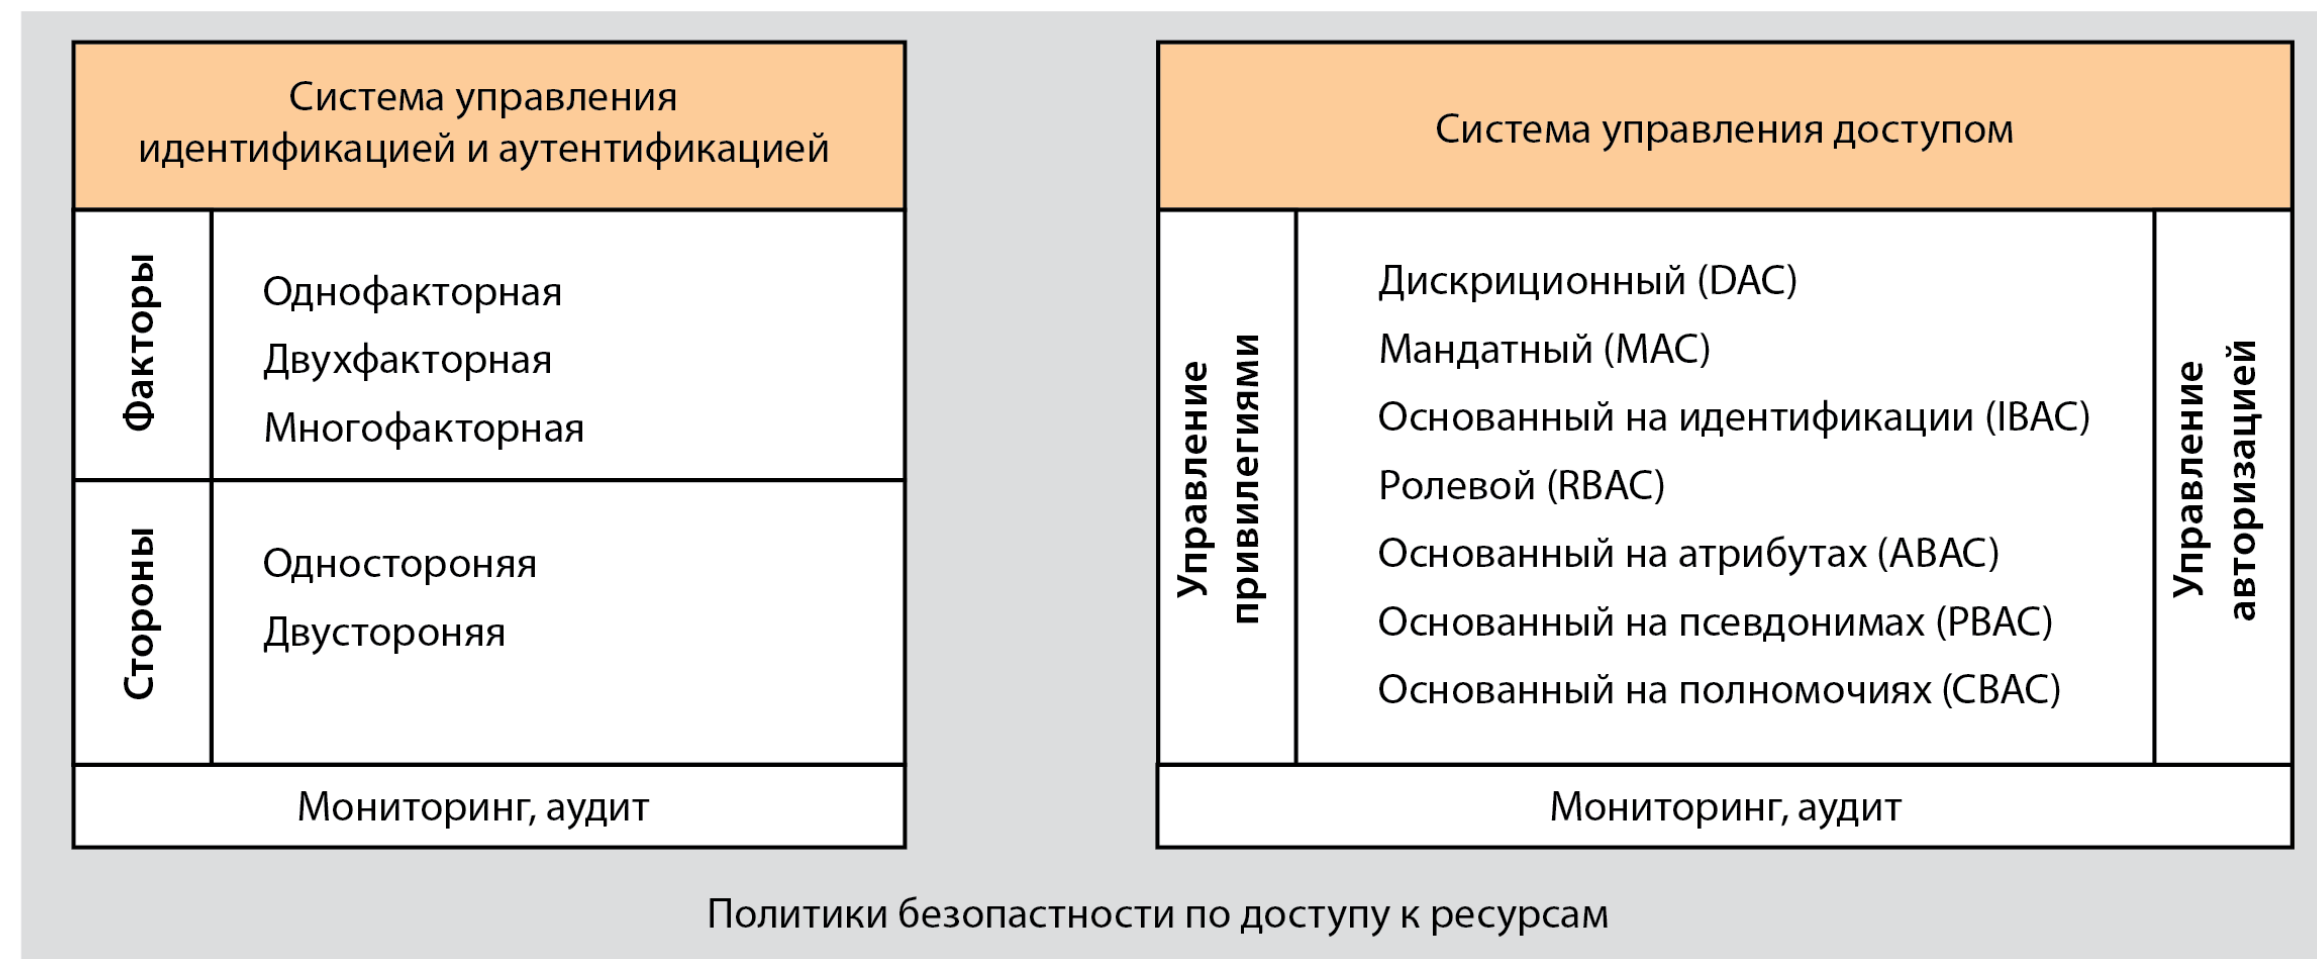 Система управления
идентификацией и аутентификацией
Факторы
Однофакторная
Двухфакторная
Многофакторная
Стороны
Одностороняя
Двустороняя
Мониторинг, аудит
Система управления доступом
Управление
привилегиями
Дискриционный (DAC)
Мандатный (MAC)
Основанный на идентификации (IBAC)
Ролевой (RBAC)
Основанный на атрибутах (ABAC)
Основанный на псевдонимах (PBAC)
Основанный на полномочиях (CBAC)
Управление
авторизацией
Мониторинг, аудит
Политики безопастности по доступу к ресурсам